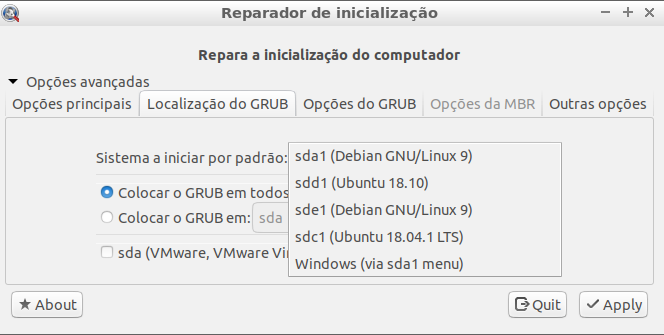 Reparador de inicialização
Repara a inicialização do computador
Opções avançadas
Opções principais
Localização do GRUB
Opções do GRUB
Opções da MBR
Outras opções
Sistema a iniciar por padrão:
sda1 (Debian GNU/Linux 9)
sdd1 (Ubuntu 18.10)
sde1 (Debian GNU/Linux 9)
sdc1 (Ubuntu 18.04.1 LTS)
Windows (via sda1 menu)
Colocar o GRUB em todos
Colocar o GRUB em: sda
sda (VMware, VMware Vir
About
Quit
Apply